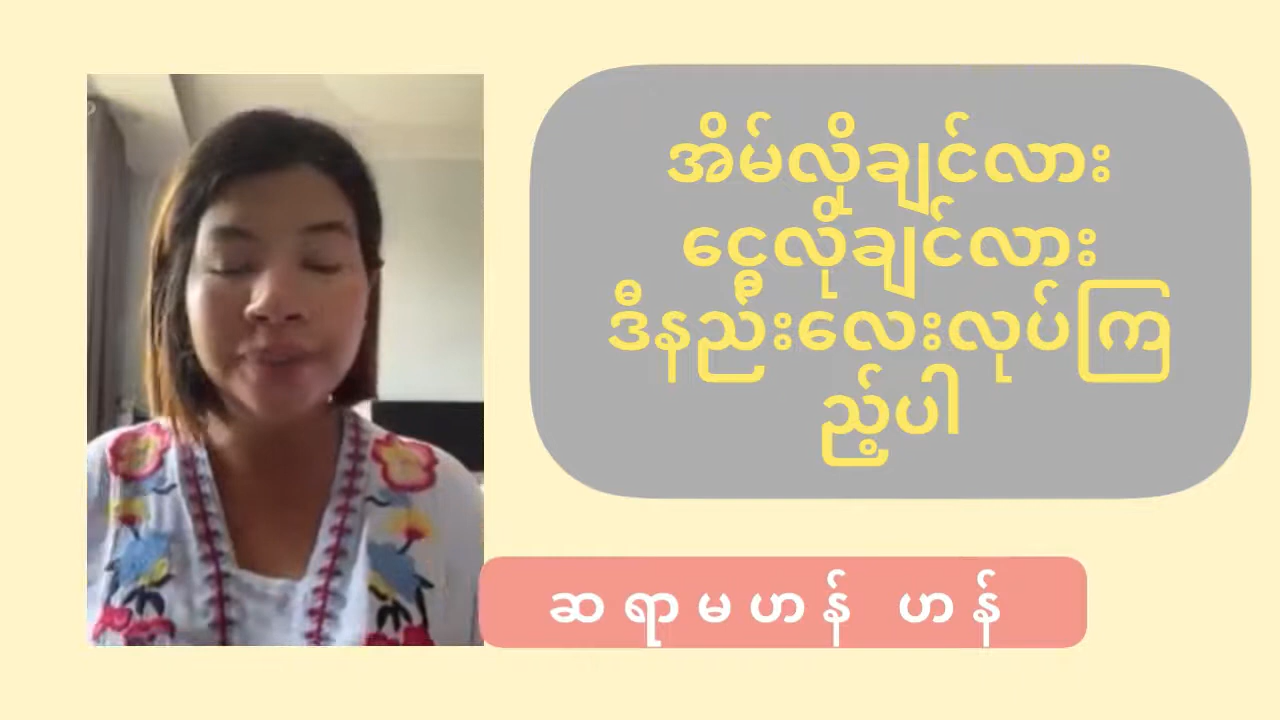 အိမ်လိုချင်လား
ငွေလိုချင်လား
ဒီနည်းလေးလုပ်ကြ
ည့်ပါ
ဆရာမဟန် ဟန်